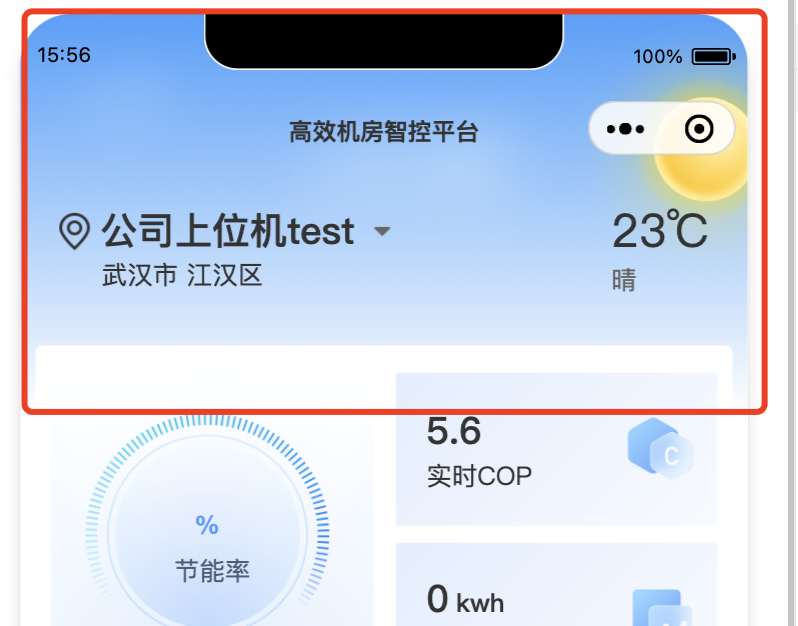 15:56
100%
高效机房智控平台
公司上位机test
23℃
武汉市 江汉区
晴
5.6
实时COP
C
%
节能率
0 kwh